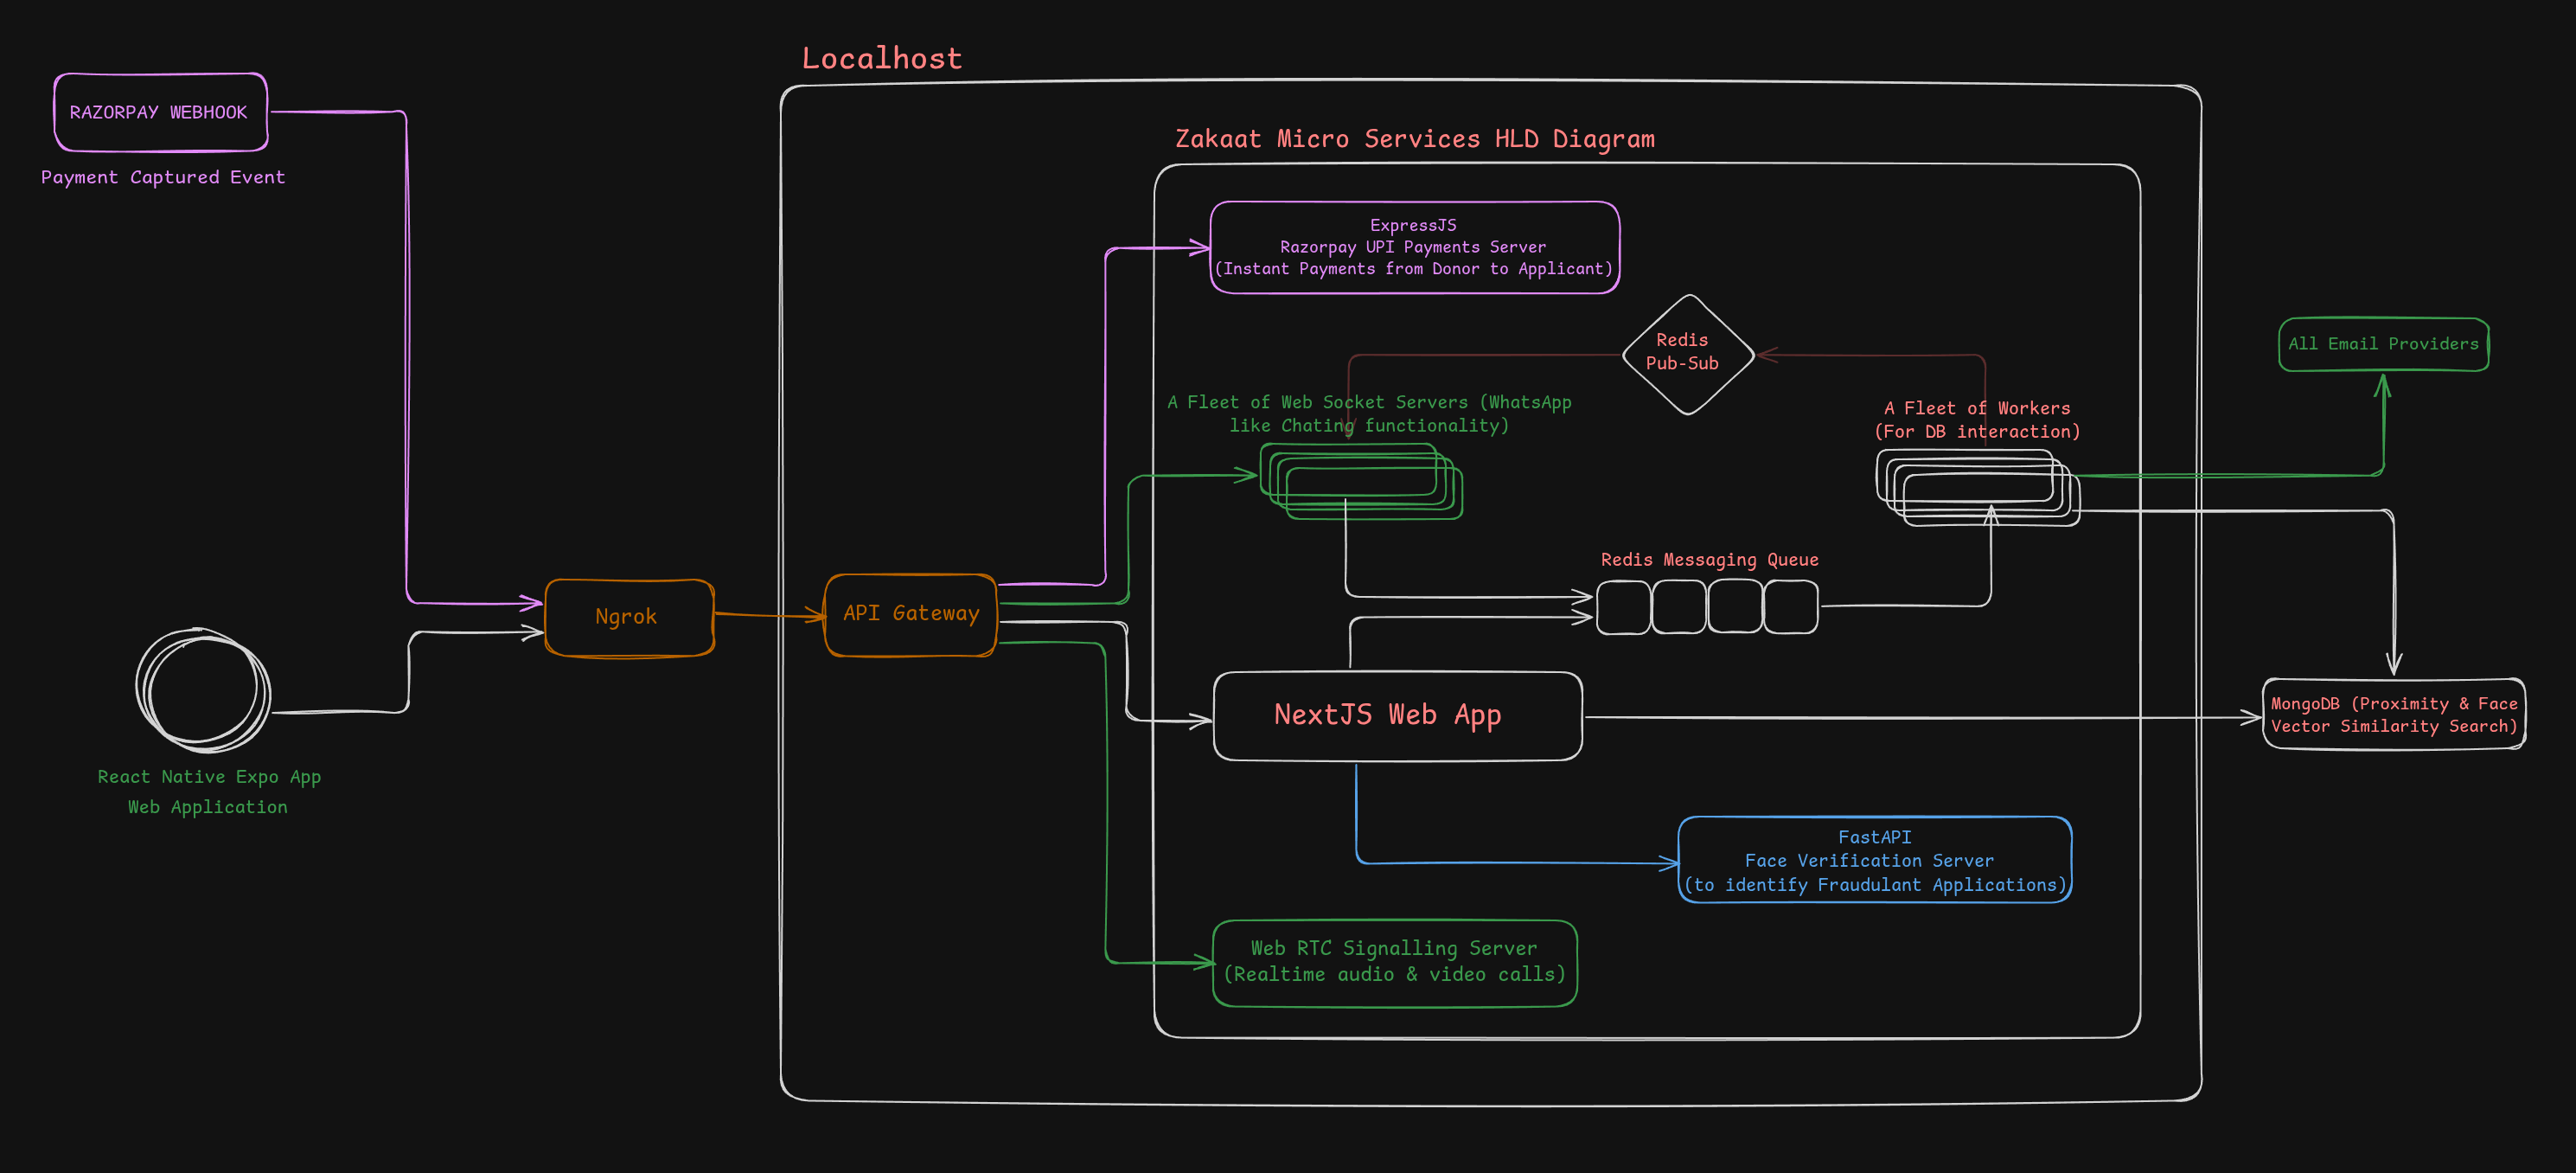 Localhost
RAZORPAY WEBHOOK
Payment Captured Event
Zakaat Micro Services HLD Diagram
ExpressJS
Razorpay UPI Payments Server
(Instant Payments from Donor to Applicant)
Redis
Pub-Sub
All Email Providers
A Fleet of Web Socket Servers (WhatsApp
like Chating functionality)
A Fleet of Workers
(For DB interaction)
Redis Messaging Queue
Ngrok
API Gateway
React Native Expo App
Web Application
NextJS Web App
MongoDB (Proximity & Face
Vector Similarity Search)
FastAPI
Face Verification Server
(to identify Fraudulant Applications)
Web RTC Signalling Server
(Realtime audio & video calls)